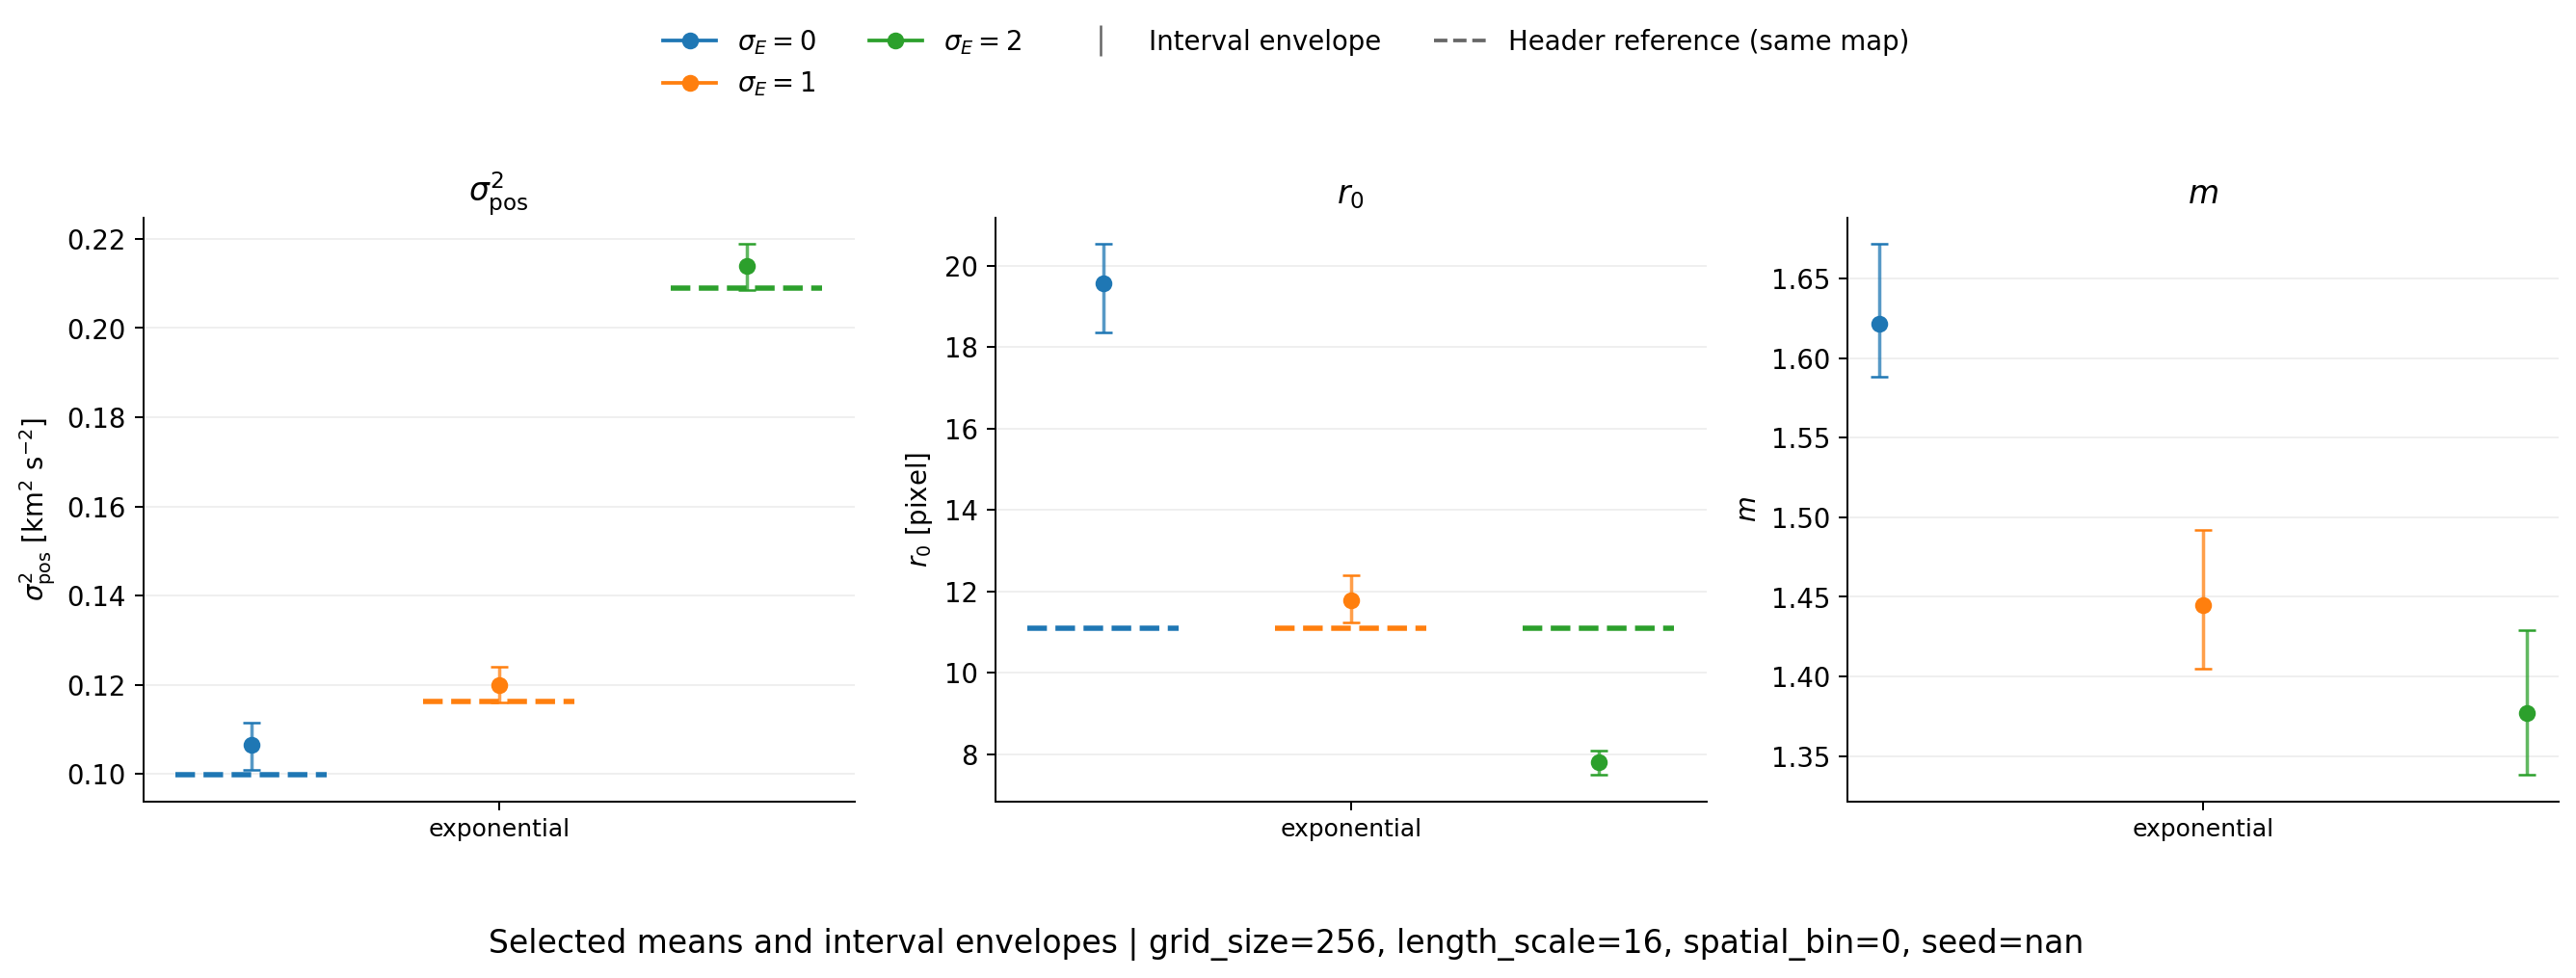 σ_E = 0
σ_E = 1
σ_E = 2
Interval envelope
Header reference (same map)
σ²_pos
σ²_pos [km² s⁻²]
0.22
0.20
0.18
0.16
0.14
0.12
0.10
exponential
r₀
r₀ [pixel]
20
18
16
14
12
10
8
exponential
m
m
1.65
1.60
1.55
1.50
1.45
1.40
1.35
exponential
Selected means and interval envelopes | grid_size=256, length_scale=16, spatial_bin=0, seed=nan